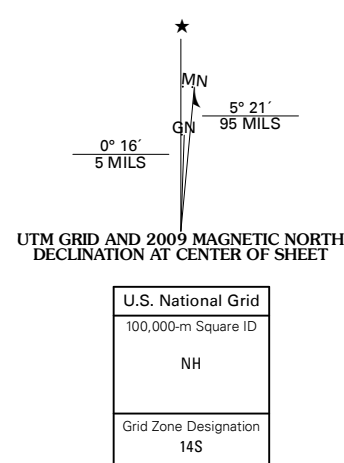 ★
MN
5° 21´
95 MILS
GN
0° 16´
5 MILS
UTM GRID AND 2009 MAGNETIC NORTH
DECLINATION AT CENTER OF SHEET
U.S. National Grid
100,000-m Square ID
NH
Grid Zone Designation
14S